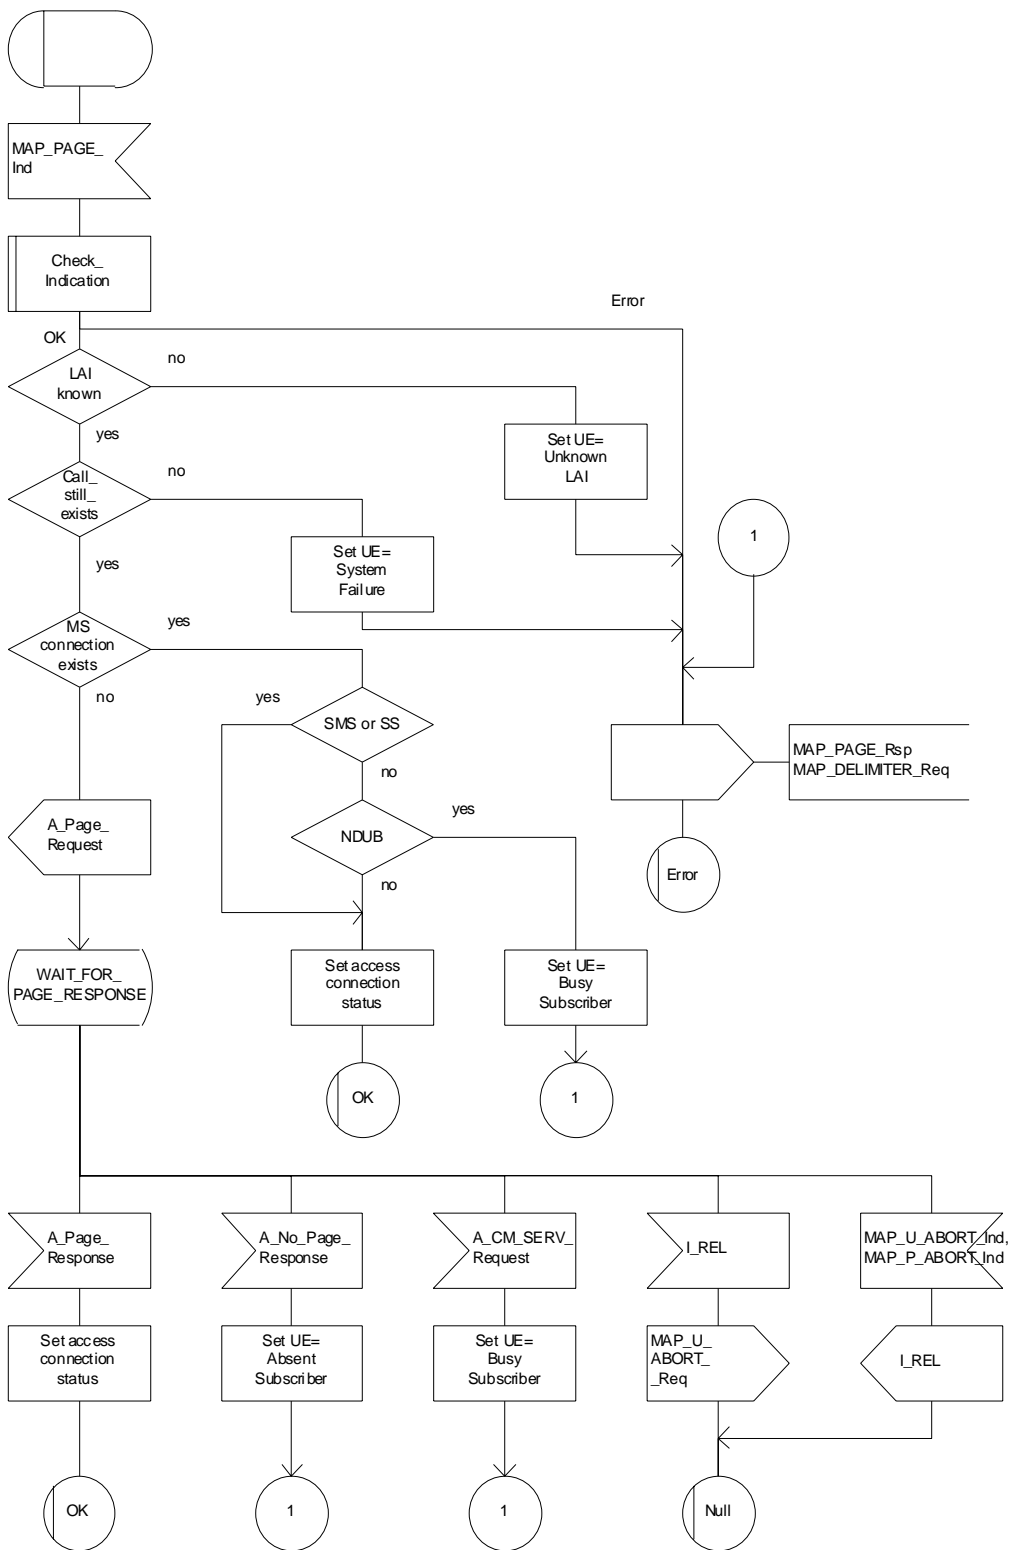 MAP_PAGE_
Ind
Check_
Indication
Error
OK
no
LAI
known
yes
Set UE=
Unknown
LAI
Call_
still_
exists
no
1
yes
Set UE=
System
Failure
MS
connection
exists
yes
no
yes
SMS or SS
no
MAP_PAGE_Rsp
MAP_DELIMITER_Req
A_Page_
Request
NDUB
yes
no
Error
WAIT_FOR_
PAGE_RESPONSE
Set access
connection
status
Set UE=
Busy
Subscriber
OK
1
A_Page_
Response
A_No_Page_
Response
A_CM_SERV_
Request
I_REL
MAP_U_ABORT_Ind,
MAP_P_ABORT_Ind
Set access
connection
status
Set UE=
Absent
Subscriber
Set UE=
Busy
Subscriber
MAP_U_
ABORT_
_Req
I_REL
OK
1
1
Null